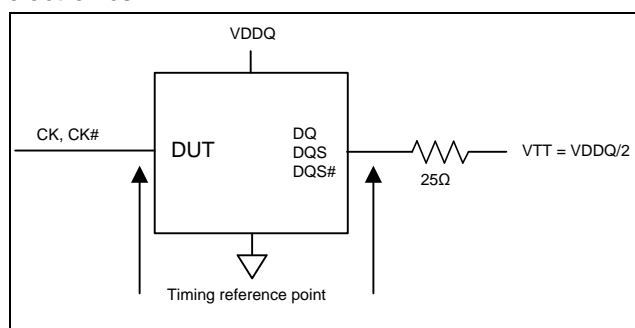 VDDQ
CK, CK#
DUT
DQ
DQS
DQS#
25Ω
VTT = VDDQ/2
Timing reference point